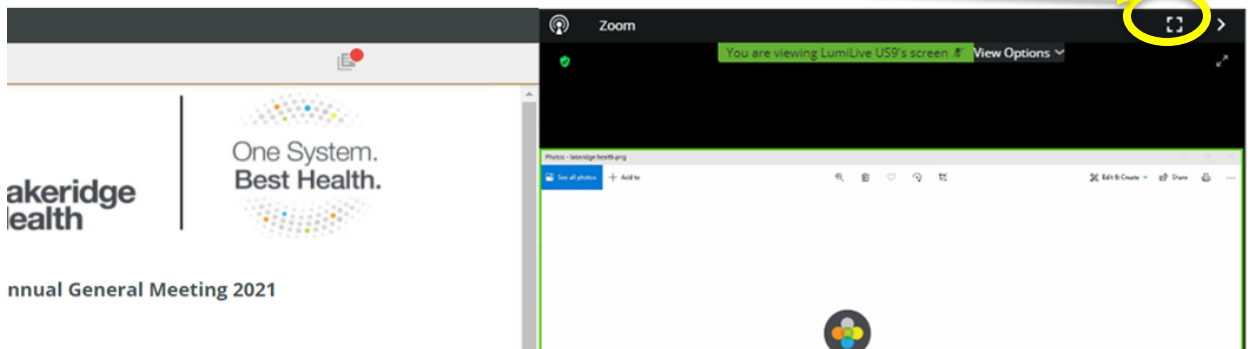 One System.
Best Health.
akeridge
ealth
nnual General Meeting 2021
Zoom
You are viewing LumiLive US9's screen View Options
Photos - lakeridge health-png
See all photos Add to Edit & Create Share